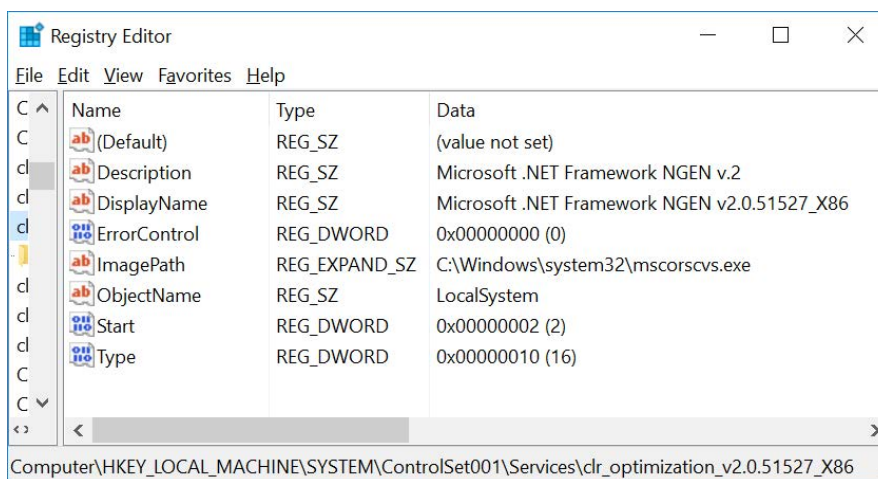 Registry Editor
File Edit View Favorites Help
Name Type Data
(Default) REG_SZ (value not set)
Description REG_SZ Microsoft .NET Framework NGEN v.2
DisplayName REG_SZ Microsoft .NET Framework NGEN v2.0.51527_X86
ErrorControl REG_DWORD 0x00000000 (0)
ImagePath REG_EXPAND_SZ C:\Windows\system32\mscorscvs.exe
ObjectName REG_SZ LocalSystem
Start REG_DWORD 0x00000002 (2)
Type REG_DWORD 0x00000010 (16)
Computer\HKEY_LOCAL_MACHINE\SYSTEM\ControlSet001\Services\clr_optimization_v2.0.51527_X86